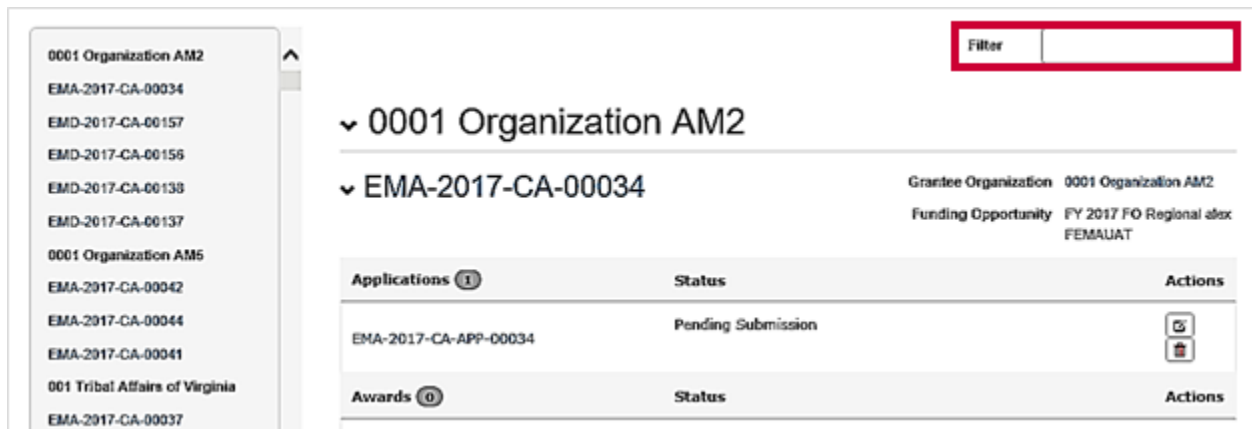 0001 Organization AM2
EMA-2017-CA-00034
EMD-2017-CA-00157
EMD-2017-CA-00156
EMD-2017-CA-00138
EMD-2017-CA-00137
0001 Organization AM5
EMA-2017-CA-00042
EMA-2017-CA-00044
EMA-2017-CA-00041
001 Tribal Affairs of Virginia
EMA-2017-CA-00037
Filter
0001 Organization AM2
EMA-2017-CA-00034
Grantee Organization 0001 Organization AM2
Funding Opportunity FY 2017 FO Regional alex
FEMAUAT
Applications 1 Status Actions
EMA-2017-CA-APP-00034 Pending Submission
Awards 0 Status Actions